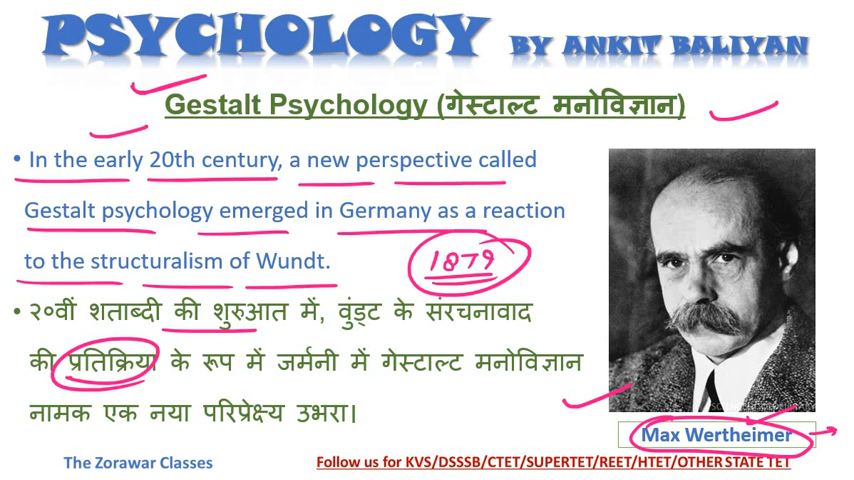 PSYCHOLOGY BY ANKIT BALIYAN
Gestalt Psychology (गेस्टाल्ट मनोविज्ञान)
• In the early 20th century, a new perspective called
Gestalt psychology emerged in Germany as a reaction
to the structuralism of Wundt.
1879
• २०वीं शताब्दी की शुरुआत में, वुंड्ट के संरचनावाद
की प्रतिक्रिया के रूप में जर्मनी में गेस्टाल्ट मनोविज्ञान
नामक एक नया परिप्रेक्ष्य उभरा।
Max Wertheimer
The Zorawar Classes
Follow us for KVS/DSSSB/CTET/SUPERTET/REET/HTET/OTHER STATE TET